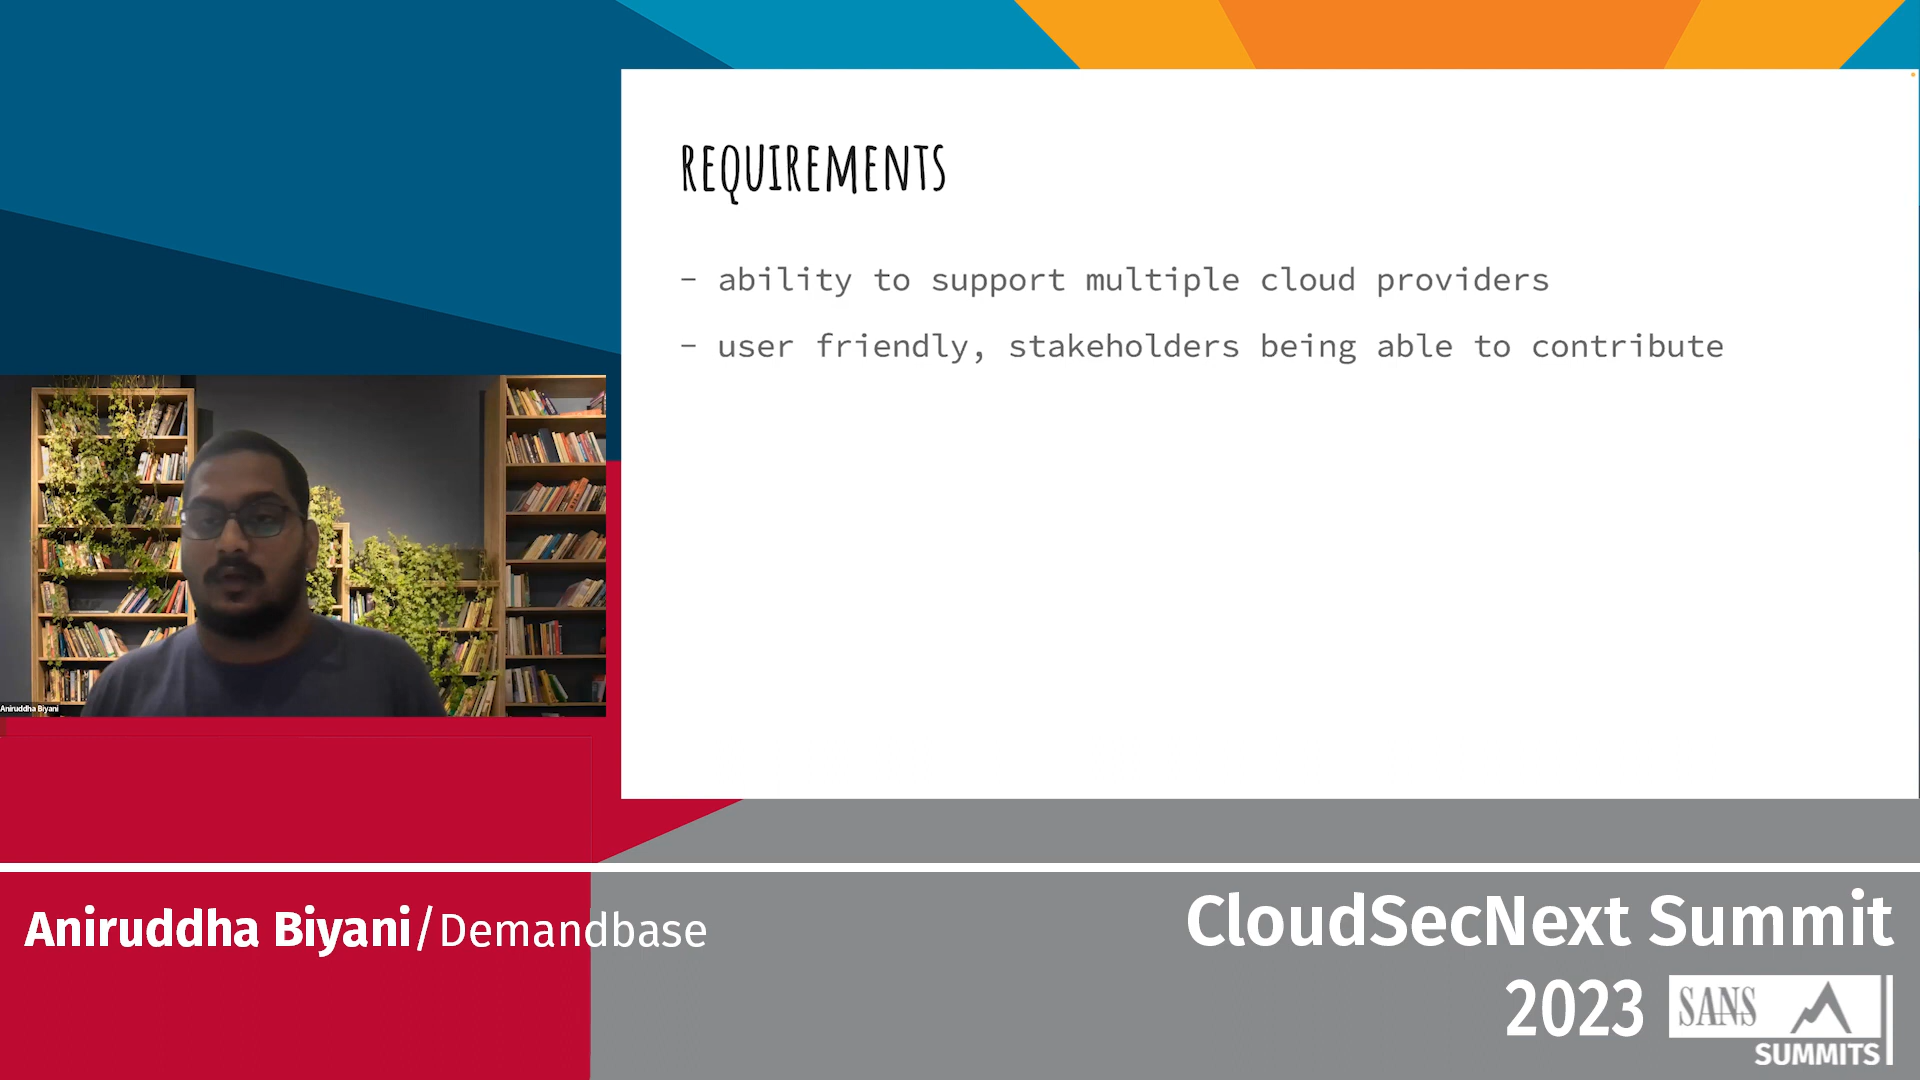 REQUIREMENTS
- ability to support multiple cloud providers
- user friendly, stakeholders being able to contribute
Aniruddha Biyani
Aniruddha Biyani/Demandbase
CloudSecNext Summit
2023
SANS
SUMMITS